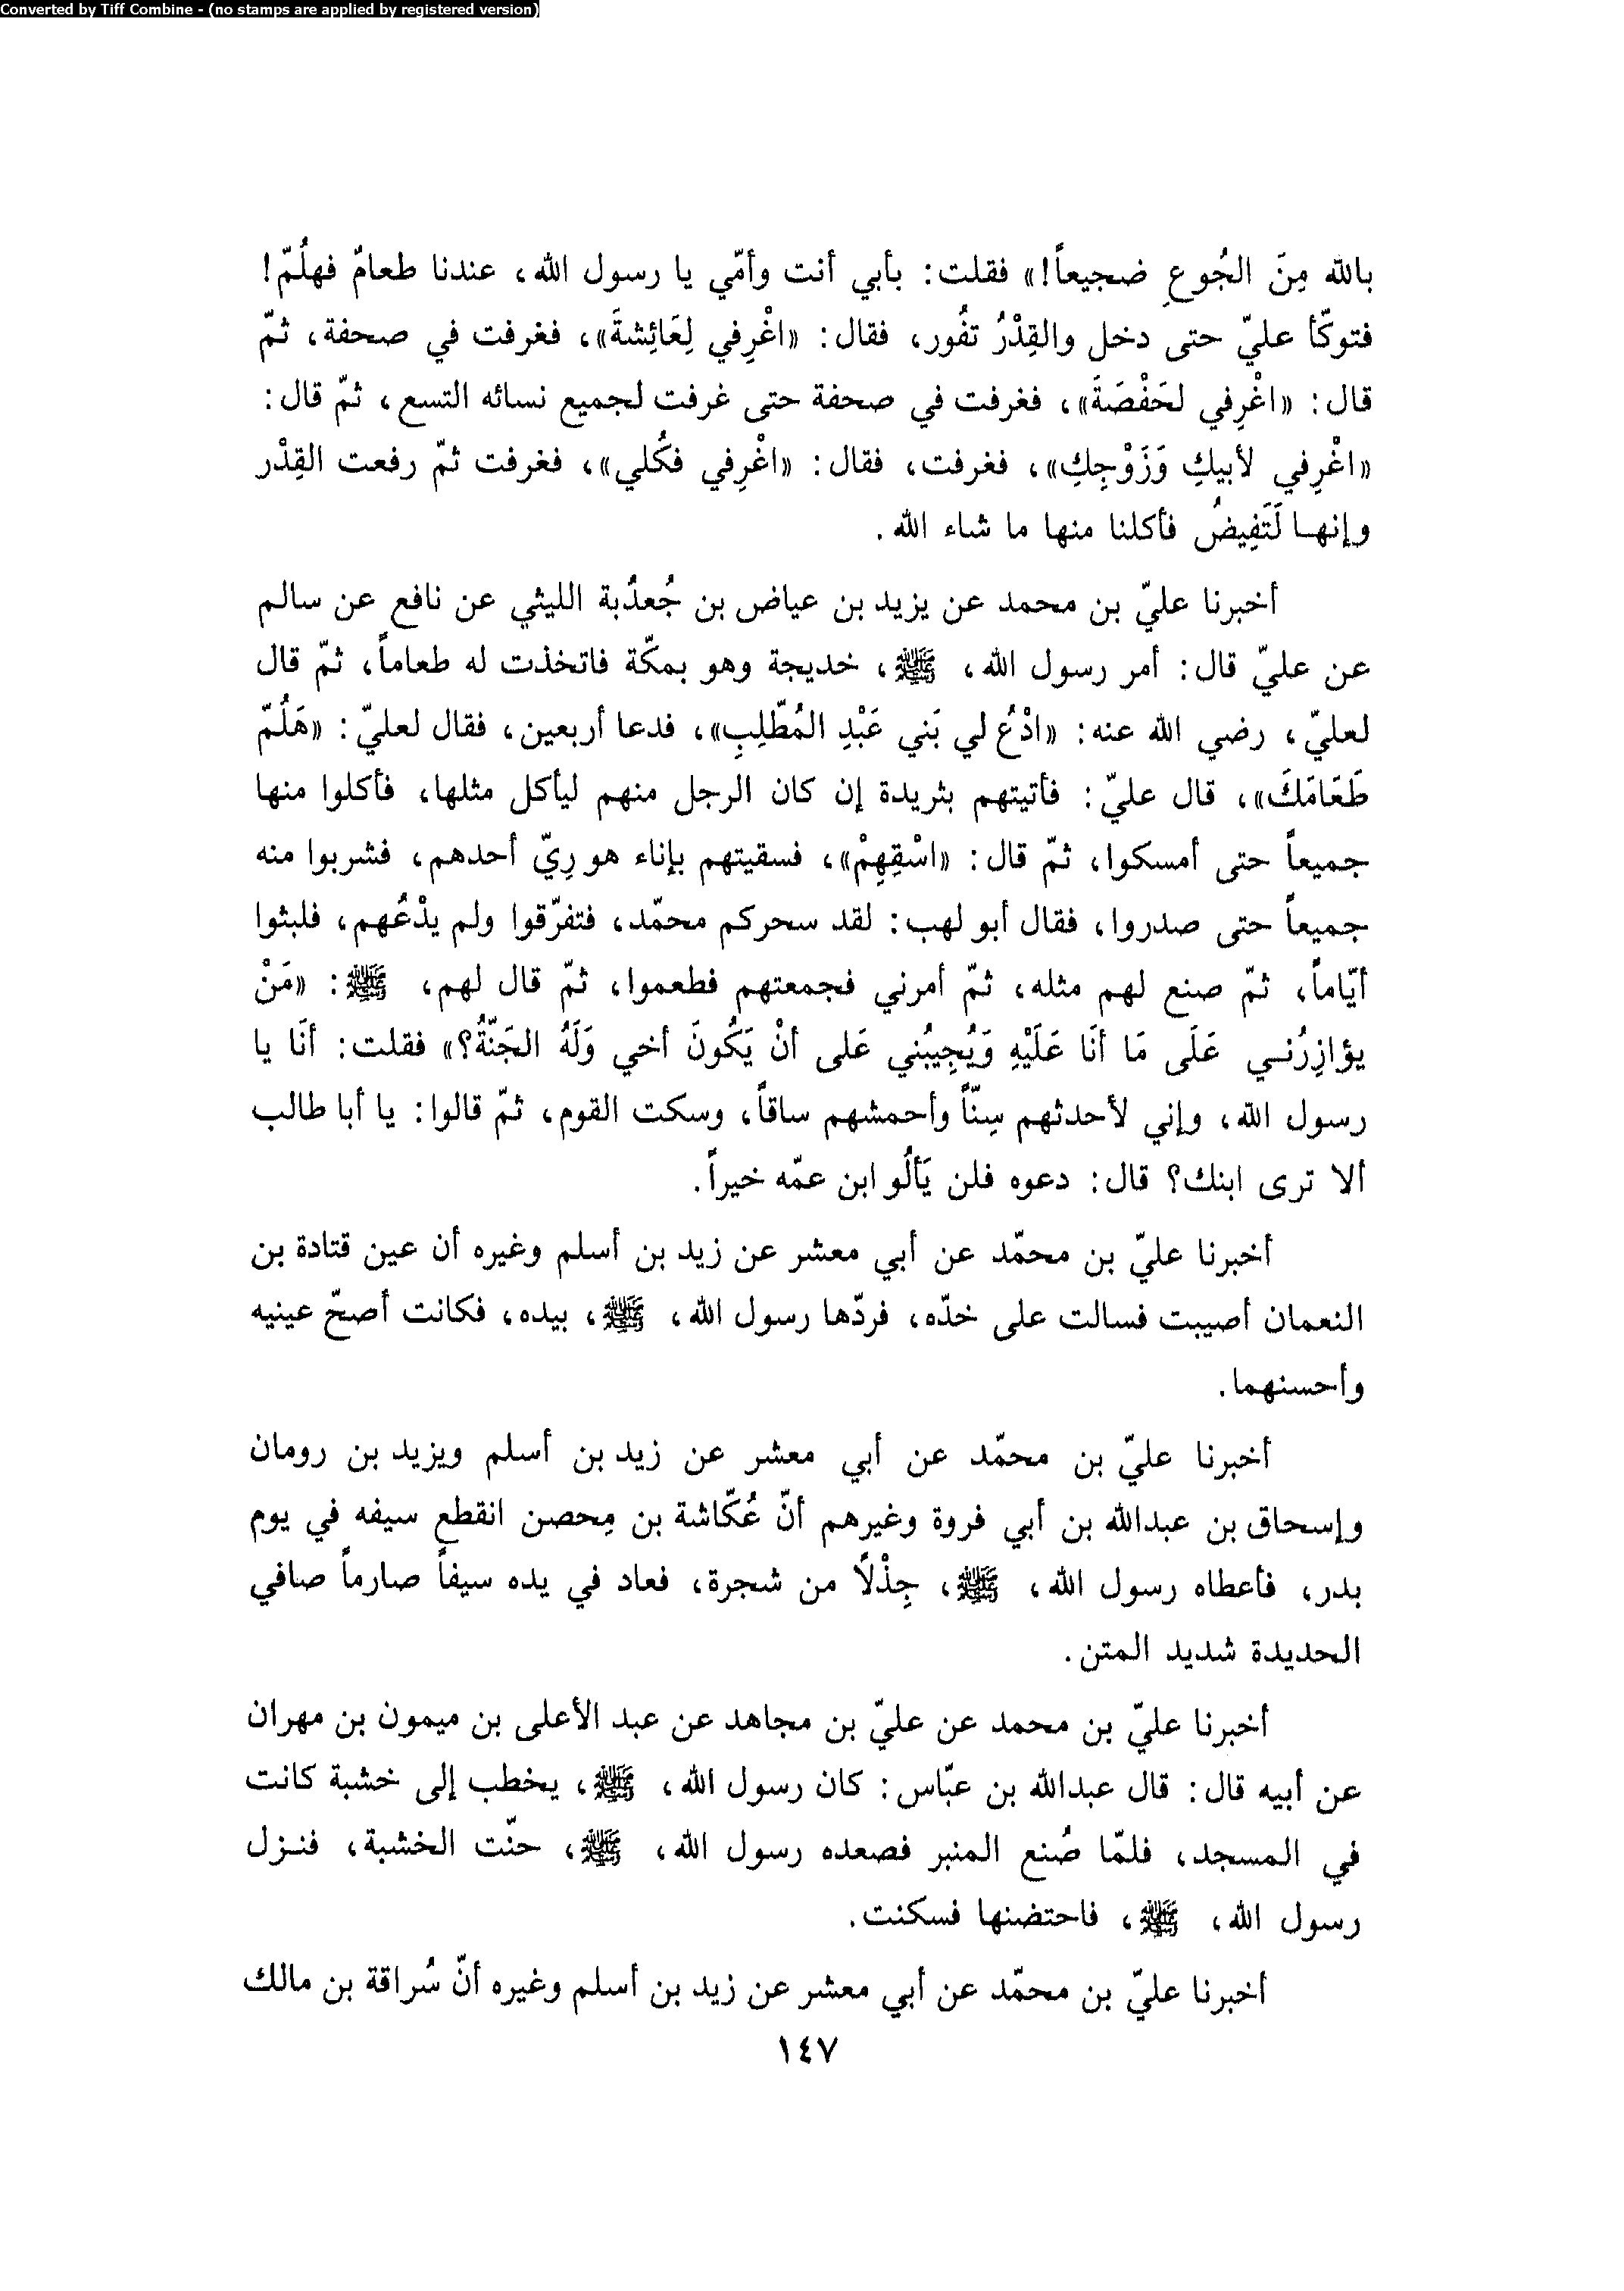 Converted by Tiff Combine - (no stamps are applied by registered version)
بالله مِنَ الجُوعِ ضجيعاً!» فقلت: بأبي أنت وأمّي يا رسول الله، عندنا طعامٌ فهلُمّ!
فتوكّأ عليّ حتى دخل والقِدْرُ تفُور، فقال: «اغْرِفي لِعَائِشةَ»، فغرفت في صحفة، ثمّ
قال: «اغْرِفي لحَفْصَةَ»، فغرفت في صحفة حتى غرفت لجميع نسائه التسع، ثمّ قال:
«اغْرِفي لأبيكِ وَزَوْجِكِ»، فغرفت، فقال: «اغْرِفي فكُلي»، فغرفت ثمّ رفعت القِدْر
وإنهـا لَتَفِيضُ فأكلنا منها ما شاء الله.
أخبرنا عليّ بن محمد عن يزيد بن عياض بن جُعدُبة الليثي عن نافع عن سالم
عن عليّ قال: أمر رسول الله، ﷺ، خديجة وهو بمكّة فاتخذت له طعاماً، ثمّ قال
لعليّ، رضي الله عنه: «ادْعُ لي بَني عَبْدِ المُطّلِبِ»، فدعا أربعين، فقال لعليّ: «هَلُمّ
طَعَامَكَ»، قال عليّ: فأتيتهم بثريدة إن كان الرجل منهم ليأكل مثلها، فأكلوا منها
جميعاً حتى أمسكوا، ثمّ قال: «اسْقِهِمْ»، فسقيتهم بإناء هو رِيّ أحدهم، فشربوا منه
جميعاً حتى صدروا، فقال أبو لهب: لقد سحركم محمّد، فتفرّقوا ولم يدْعُهم، فلبثوا
أيّاماً، ثمّ صنع لهم مثله، ثمّ أمرني فجمعتهم فطعموا، ثمّ قال لهم، ﷺ: «مَنْ
يؤازِرُنـي عَلَى مَا أنَا عَلَيْهِ وَيُجِيبُني عَلى أنْ يَكُونَ أخي وَلَهُ الجَنّةُ؟» فقلت: أنَا يا
رسول الله، وإني لأحدثهم سِنّاً وأحمشهم ساقاً، وسكت القوم، ثمّ قالوا: يا أبا طالب
ألا ترى ابنك؟ قال: دعوه فلن يَألُو ابن عمّه خيراً.
أخبرنا عليّ بن محمّد عن أبي معشر عن زيد بن أسلم وغيره أن عين قتادة بن
النعمان أصيبت فسالت على خدّه، فردّها رسول الله، ﷺ، بيده، فكانت أصحّ عينيه
وأحسنهما.
أخبرنا عليّ بن محمّد عن أبي معشر عن زيد بن أسلم ويزيد بن رومان
وإسحاق بن عبدالله بن أبي فروة وغيرهم أنّ عُكّاشة بن مِحصن انقطع سيفه في يوم
بدر، فأعطاه رسول الله، ﷺ، جِذْلاً من شجرة، فعاد في يده سيفاً صارماً صافي
الحديدة شديد المتن.
أخبرنا عليّ بن محمد عن عليّ بن مجاهد عن عبد الأعلى بن ميمون بن مهران
عن أبيه قال: قال عبدالله بن عبّاس: كان رسول الله، ﷺ، يخطب إلى خشبة كانت
في المسجد، فلمّا صُنع المنبر فصعده رسول الله، ﷺ، حنّت الخشبة، فنـزل
رسول الله، ﷺ، فاحتضنها فسكنت.
أخبرنا عليّ بن محمّد عن أبي معشر عن زيد بن أسلم وغيره أنّ سُراقة بن مالك
١٤٧